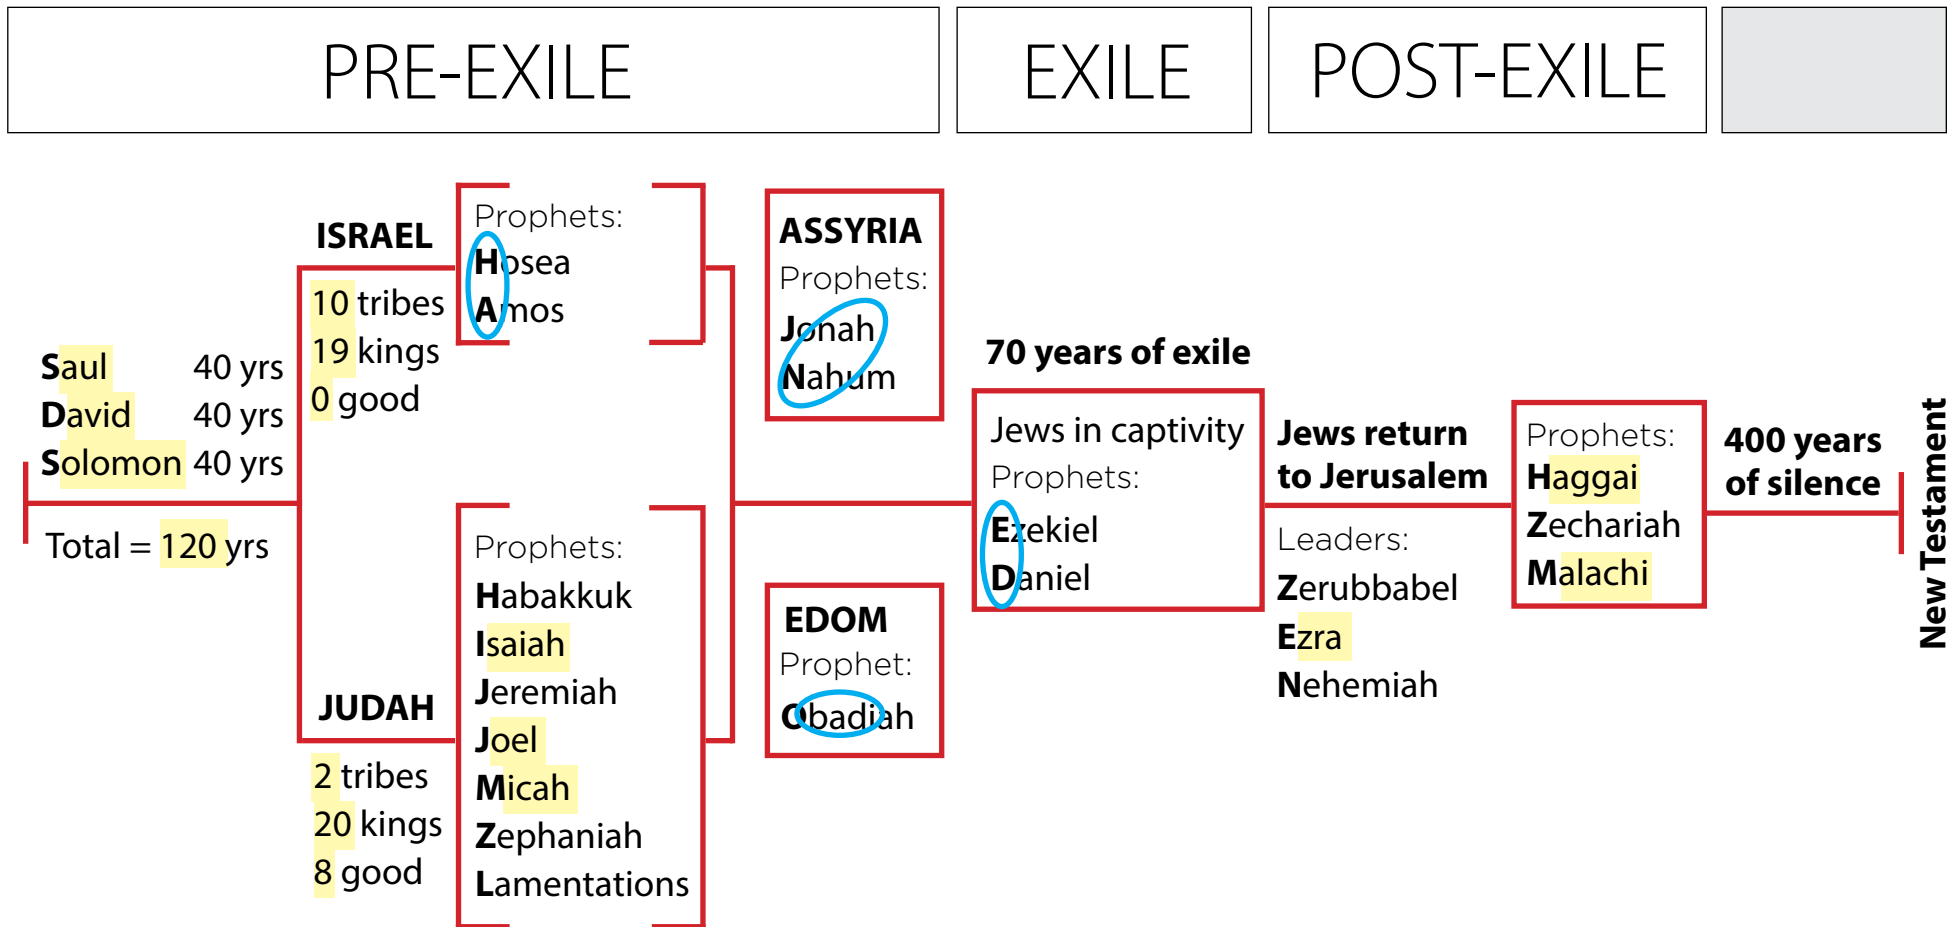 PRE-EXILE
EXILE
POST-EXILE
Saul 40 yrs
David 40 yrs
Solomon 40 yrs
Total = 120 yrs
ISRAEL
10 tribes
19 kings
0 good
Prophets:
Hosea
Amos
JUDAH
2 tribes
20 kings
8 good
Prophets:
Habakkuk
Isaiah
Jeremiah
Joel
Micah
Zephaniah
Lamentations
ASSYRIA
Prophets:
Jonah
Nahum
EDOM
Prophet:
Obadiah
70 years of exile
Jews in captivity
Prophets:
Ezekiel
Daniel
Jews return
to Jerusalem
Leaders:
Zerubbabel
Ezra
Nehemiah
Prophets:
Haggai
Zechariah
Malachi
400 years
of silence
New Testament